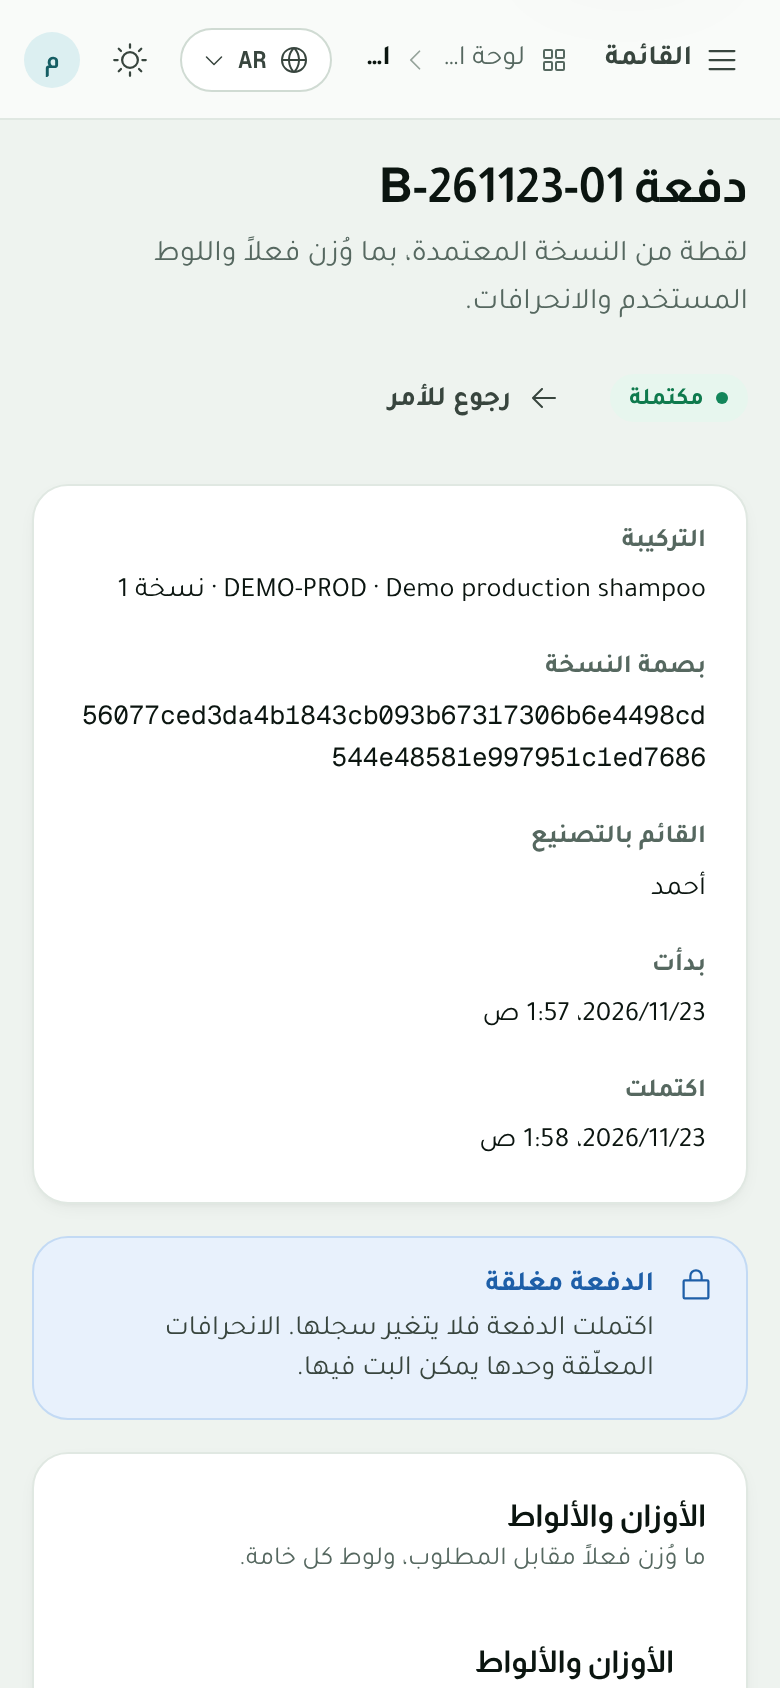 القائمة
لوحة ا...
ا...
AR
م
دفعة B-261123-01
لقطة من النسخة المعتمدة، بما وُزن فعلاً واللوط
المستخدم والانحرافات.
مكتملة
رجوع للأمر
التركيبة
DEMO-PROD · Demo production shampoo · نسخة 1
بصمة النسخة
56077ced3da4b1843cb093b67317306b6e4498cd
544e48581e997951c1ed7686
القائم بالتصنيع
أحمد
بدأت
2026/11/23، 1:57 ص
اكتملت
2026/11/23، 1:58 ص
الدفعة مغلقة
اكتملت الدفعة فلا يتغير سجلها. الانحرافات
المعلّقة وحدها يمكن البت فيها.
الأوزان والألواط
ما وُزن فعلاً مقابل المطلوب، ولوط كل خامة.
الأوزان والألواط